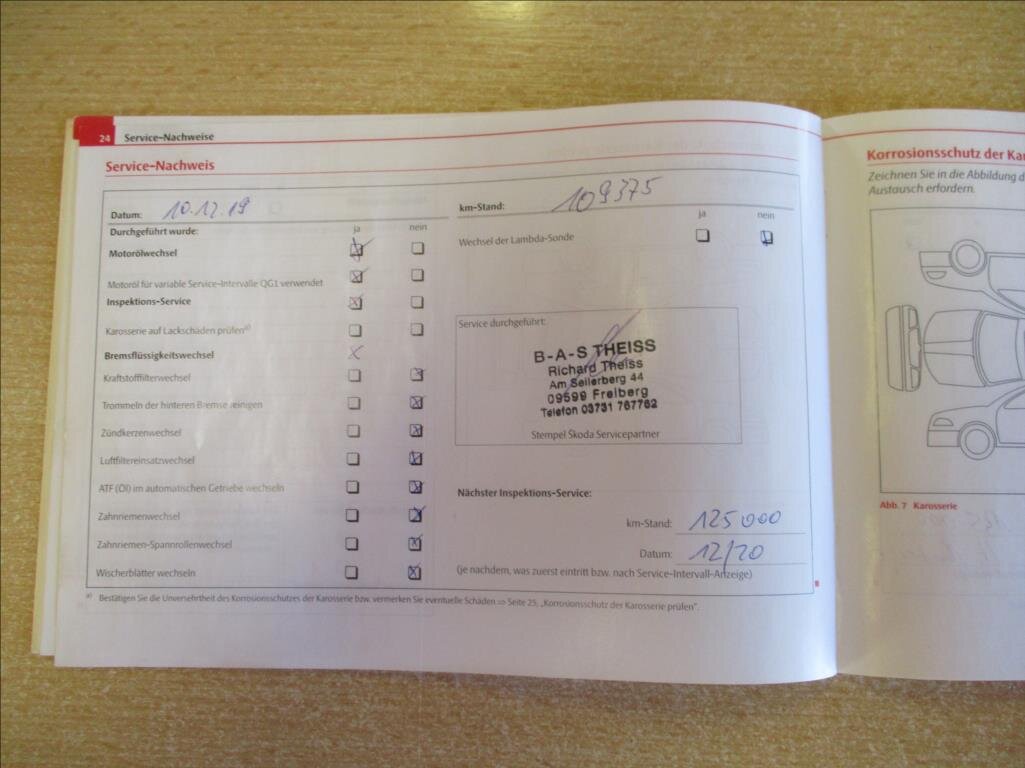 24 Service-Nachweise
Service-Nachweis
Datum: 10.12.19
km-Stand: 109375
Durchgeführt wurde: ja nein
ja nein
Motorölwechsel
Wechsel der Lambda-Sonde
Motoröl für variable Service-Intervalle QG1 verwendet
Inspektions-Service
Karosserie auf Lackschäden prüfen a)
Bremsflüssigkeitswechsel
Kraftstofffilterwechsel
Trommeln der hinteren Bremse reinigen
Zündkerzenwechsel
Luftfiltereinsatzwechsel
ATF (Öl) im automatischen Getriebe wechseln
Zahnriemenwechsel
Zahnriemen-Spannrollenwechsel
Wischerblätter wechseln
Service durchgeführt:
B-A-S THEISS
Richard Theiss
Am Seilerberg 44
09599 Freiberg
Telefon 03731 767762
Stempel Škoda Servicepartner
Nächster Inspektions-Service:
km-Stand: 125 000
Datum: 12/20
(je nachdem, was zuerst eintritt bzw. nach Service-Intervall-Anzeige)
a) Bestätigen Sie die Unversehrtheit des Korrosionsschutzes der Karosserie bzw. vermerken Sie eventuelle Schäden ⇒ Seite 25, „Korrosionsschutz der Karosserie prüfen".
Korrosionsschutz der Kar
Zeichnen Sie in die Abbildung d
Austausch erfordern.
Abb. 7 Karosserie